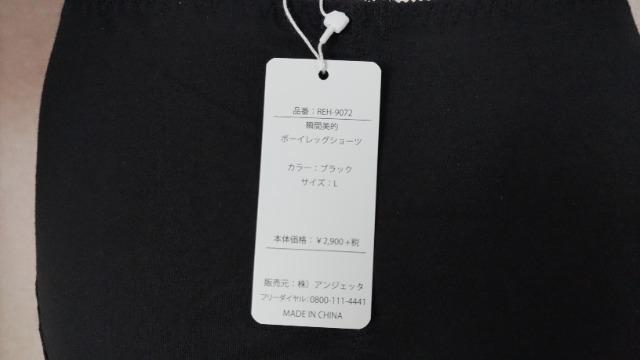 品番：REH-9072
瞬間美的
ボーイレッグショーツ
カラー：ブラック
サイズ：L
本体価格：￥2,900+税
販売元：株）アンジェッタ
フリーダイヤル：0800-111-4441
MADE IN CHINA